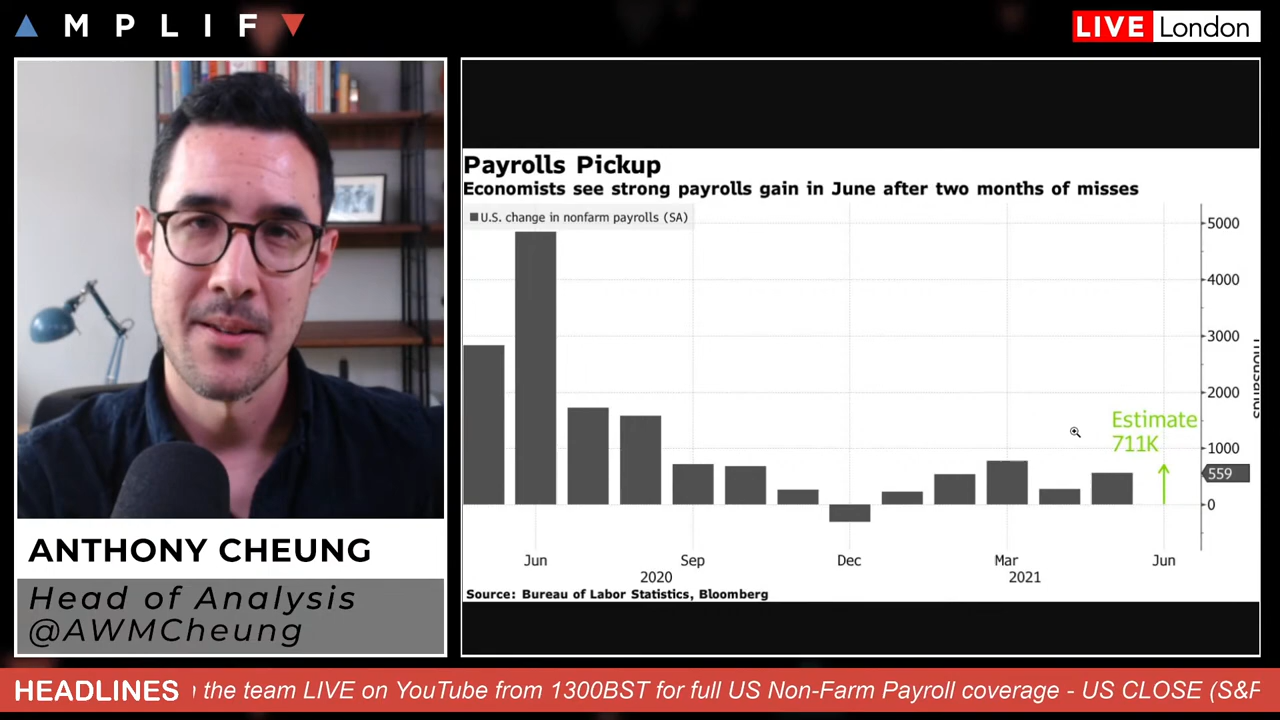 AMPLIFY
LIVE London
Payrolls Pickup
Economists see strong payrolls gain in June after two months of misses
U.S. change in nonfarm payrolls (SA)
5000
4000
3000
2000
1000
0
Thousands
Estimate
711K
559
Jun Sep Dec Mar Jun
2020 2021
Source: Bureau of Labor Statistics, Bloomberg
ANTHONY CHEUNG
Head of Analysis
@AWMCheung
HEADLINES the team LIVE on YouTube from 1300BST for full US Non-Farm Payroll coverage - US CLOSE (S&P